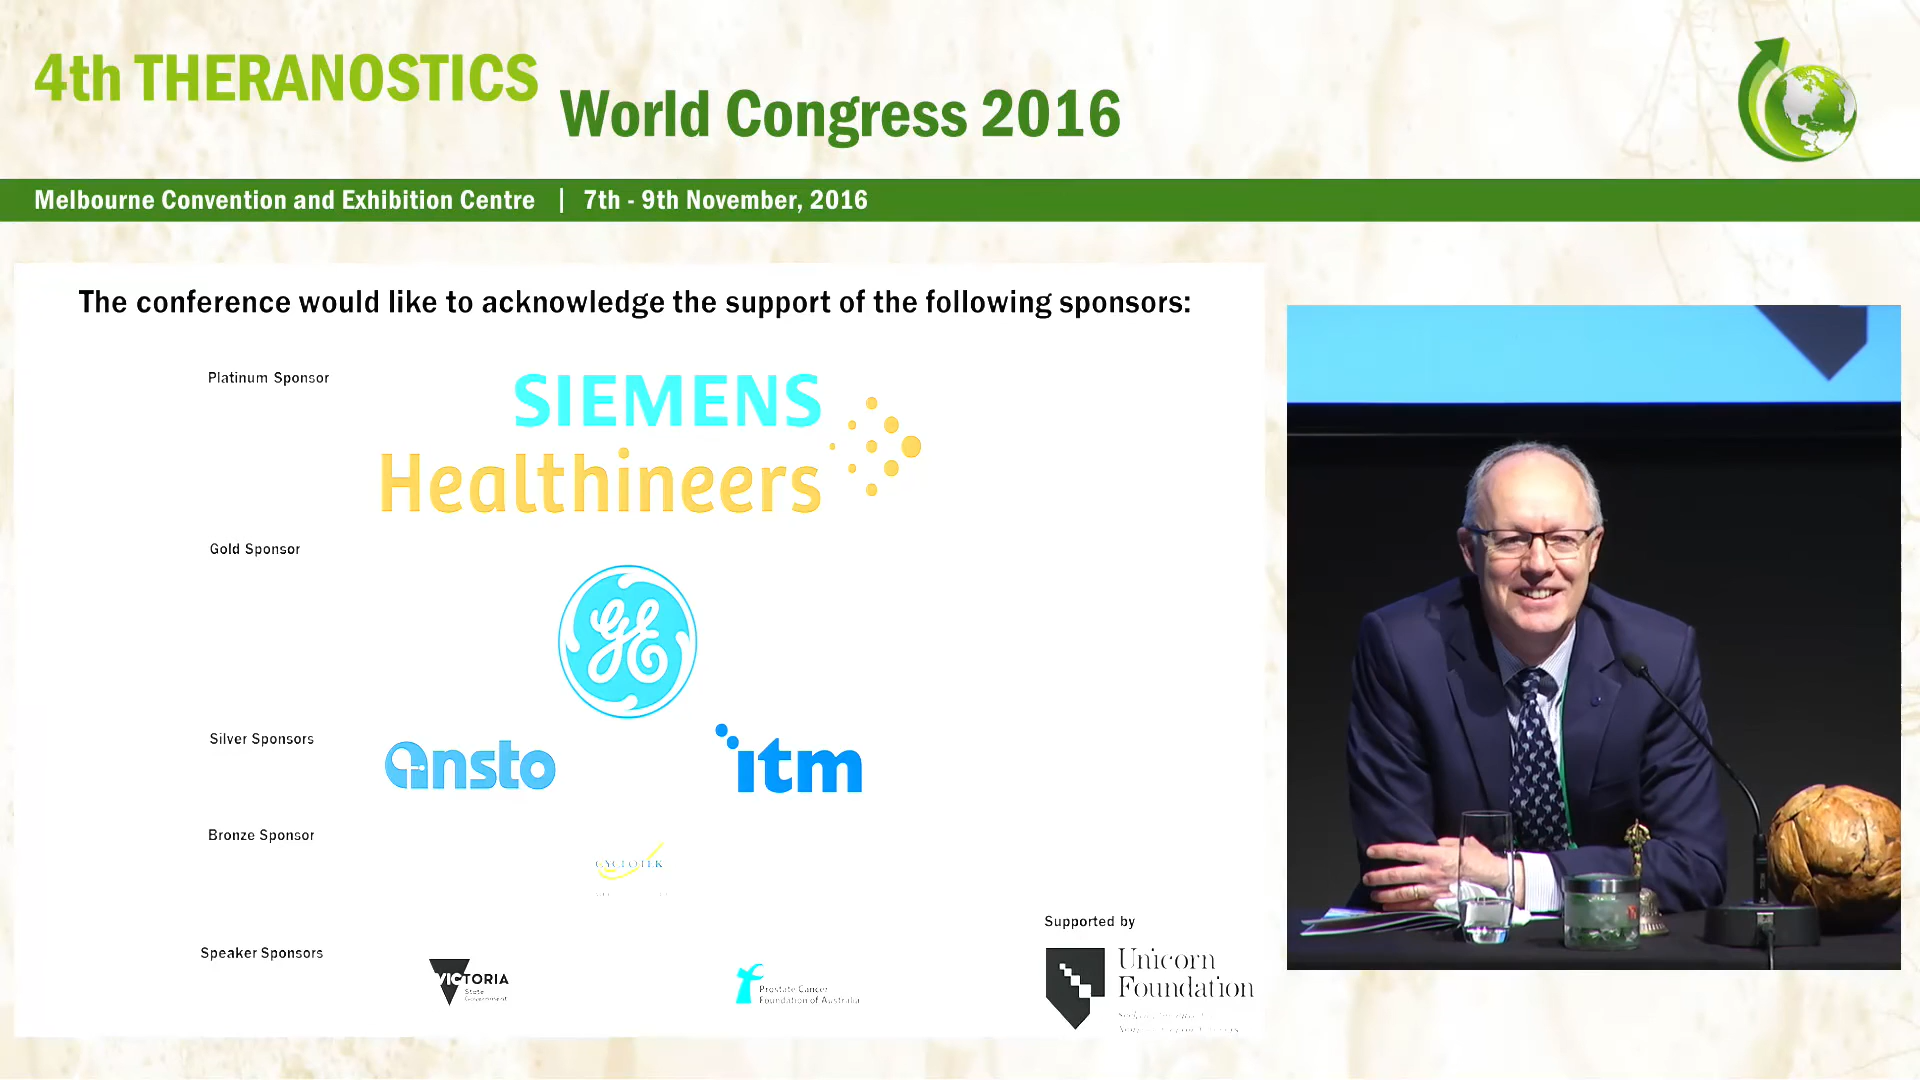 4th THERANOSTICS
World Congress 2016
Melbourne Convention and Exhibition Centre | 7th - 9th November, 2016
The conference would like to acknowledge the support of the following sponsors:
Platinum Sponsor
SIEMENS
Healthineers
Gold Sponsor
GE
Silver Sponsors
ansto
itm
Bronze Sponsor
CYCLOTEK
Supported by
Speaker Sponsors
VICTORIA
State
Government
Prostate Cancer
Foundation of Australia
Unicorn
Foundation